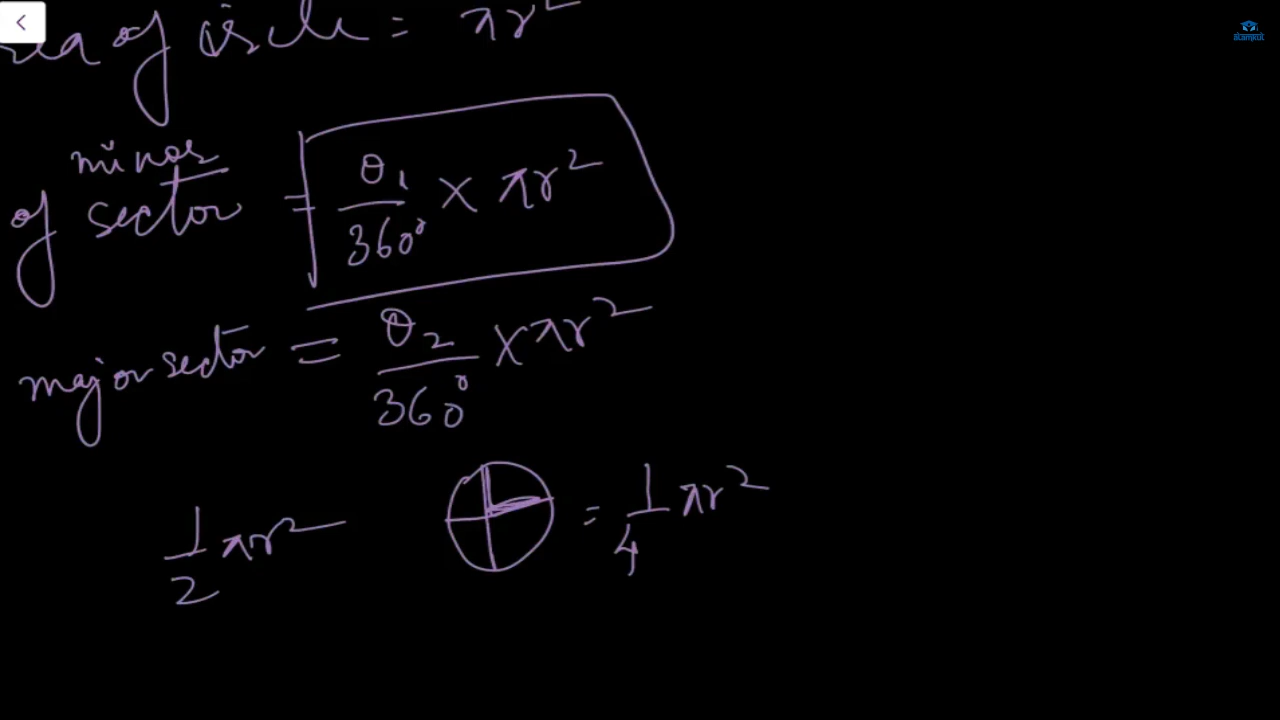 rea of circle = πr²
of minor sector = θ₁/360° × πr²
major sector = θ₂/360° × πr²
1/2 πr² = 1/4 πr²